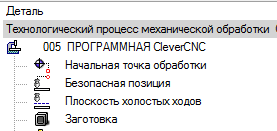 Деталь
Технологический процесс механической обработки (
005 ПРОГРАММНАЯ CleverCNC
Начальная точка обработки
Безопасная позиция
Плоскость холостых ходов
Заготовка